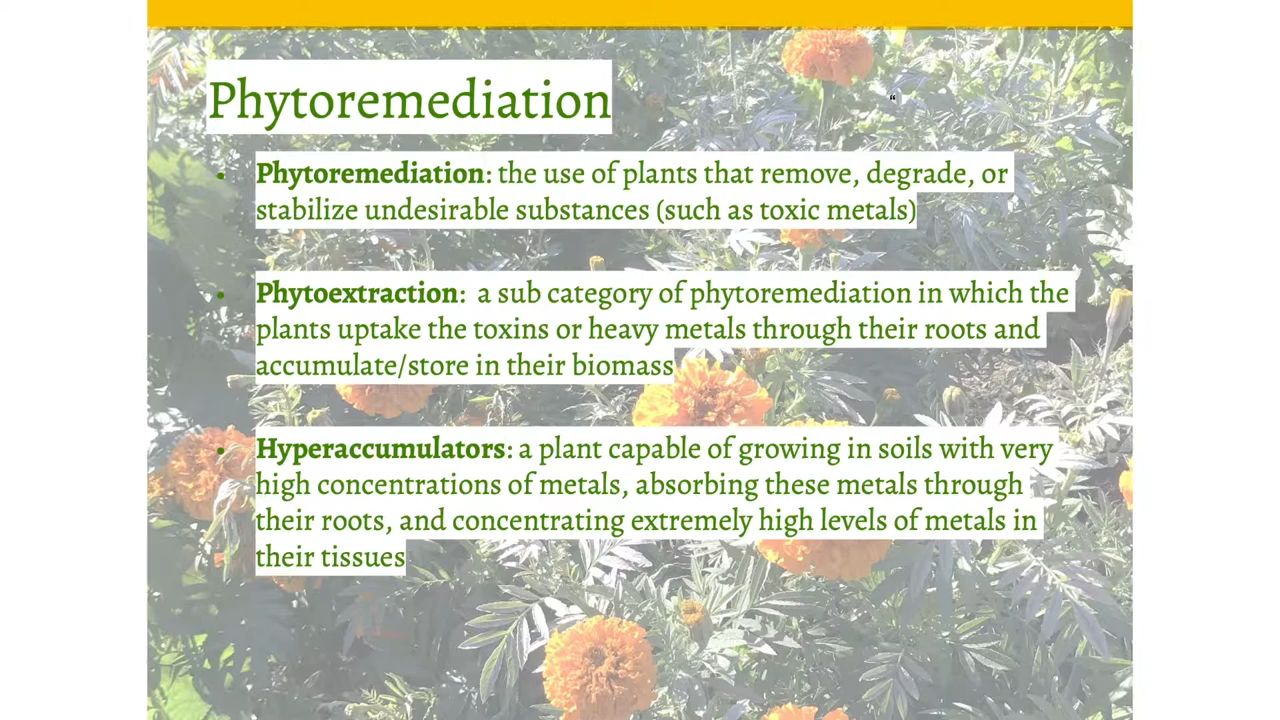 Phytoremediation
“
• Phytoremediation: the use of plants that remove, degrade, or
stabilize undesirable substances (such as toxic metals)
• Phytoextraction:  a sub category of phytoremediation in which the
plants uptake the toxins or heavy metals through their roots and
accumulate/store in their biomass
• Hyperaccumulators: a plant capable of growing in soils with very
high concentrations of metals, absorbing these metals through
their roots, and concentrating extremely high levels of metals in
their tissues